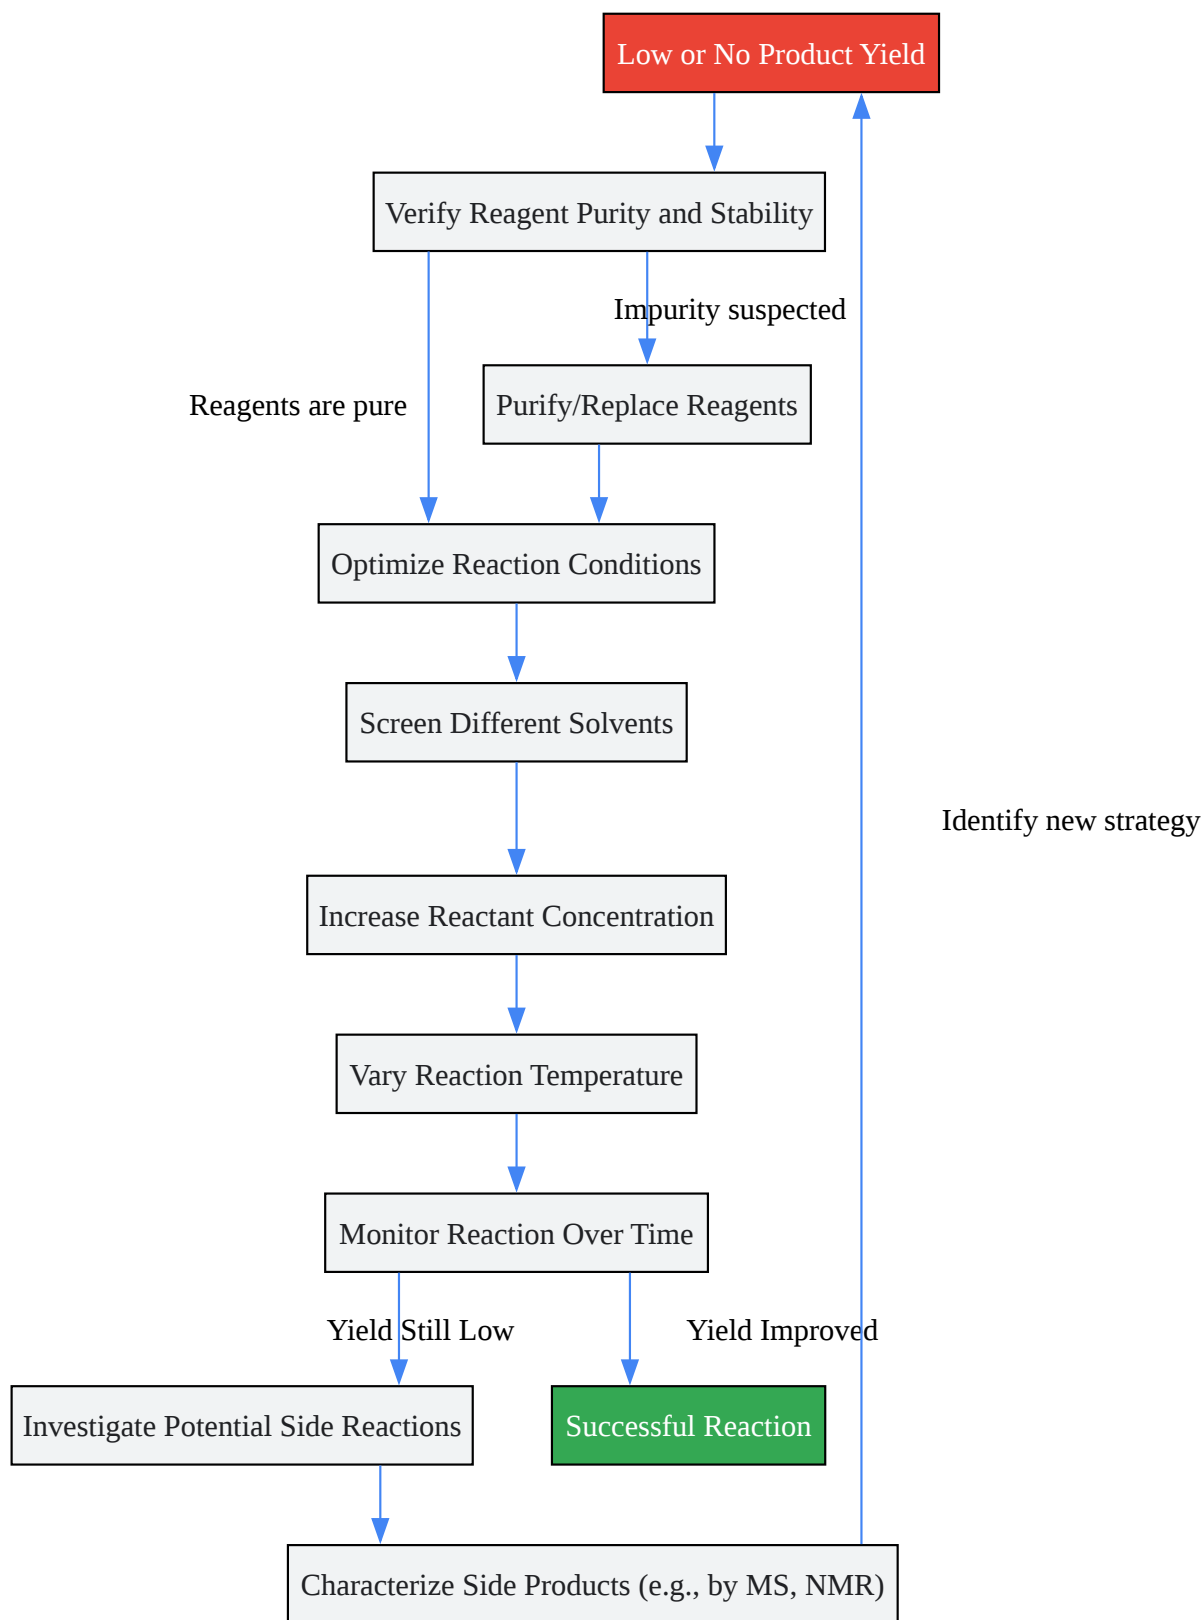 Low or No Product Yield
Verify Reagent Purity and Stability
Impurity suspected
Reagents are pure
Purify/Replace Reagents
Optimize Reaction Conditions
Screen Different Solvents
Identify new strategy
Increase Reactant Concentration
Vary Reaction Temperature
Monitor Reaction Over Time
Yield Still Low
Yield Improved
Investigate Potential Side Reactions
Successful Reaction
Characterize Side Products (e.g., by MS, NMR)